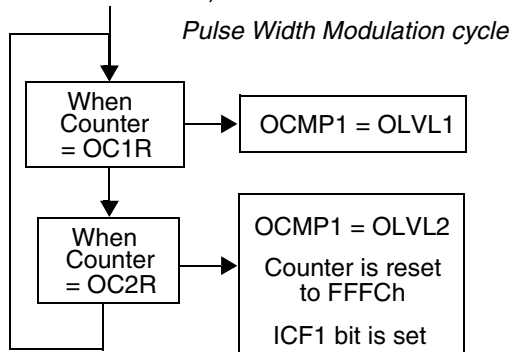 Pulse Width Modulation cycle
When
Counter
= OC1R
OCMP1 = OLVL1
When
Counter
= OC2R
OCMP1 = OLVL2
Counter is reset
to FFFCh
ICF1 bit is set